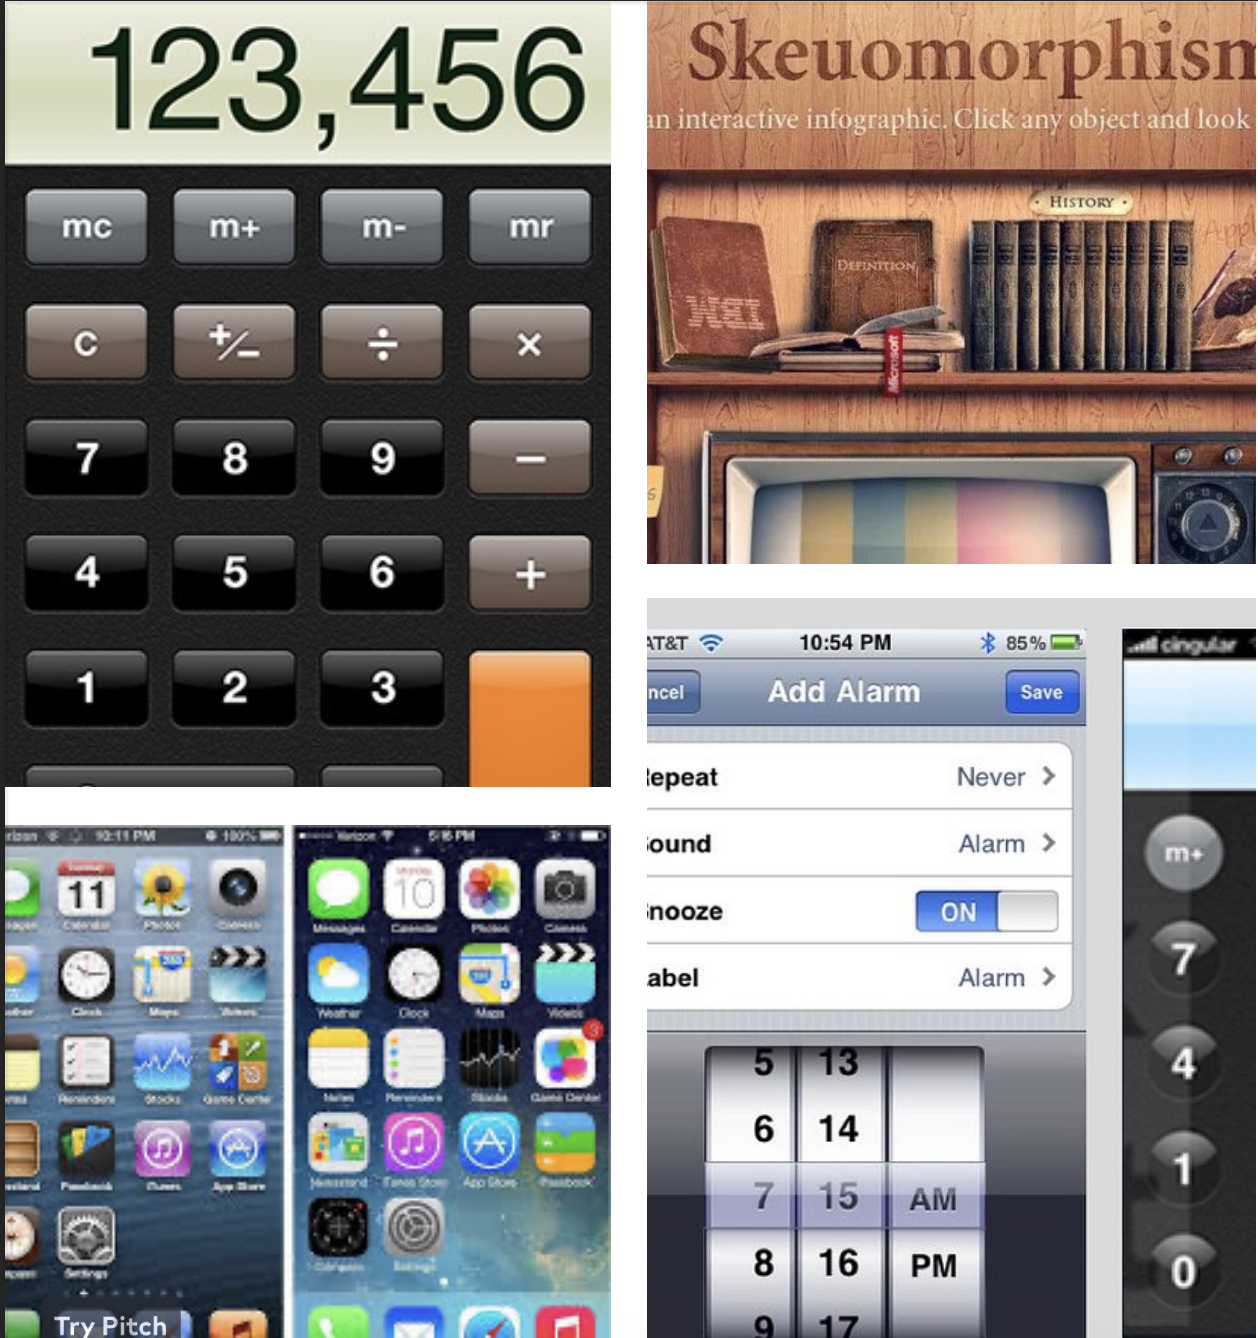 123,456
mc m+ m- mr
c +/- ÷ ×
7 8 9 −
4 5 6 +
1 2 3
Skeuomorphism
an interactive infographic. Click any object and look
HISTORY
DEFINITION
Microsoft
AT&T 10:54 PM 85%
ncel Add Alarm Save
Repeat Never
ound Alarm
nooze ON
abel Alarm
5 13
6 14
7 15 AM
8 16 PM
9 17
cingular
m+
7
4
1
0
10:11 PM 100%
11
Calendar Photos Camera
Clock Maps Videos
Reminders Stocks Game Center
Passbook iTunes App Store
Settings
Try Pitch
Verizon 5:16 PM
Monday
10
Messages Calendar Photos Camera
Weather Clock Maps Videos
3
Notes Reminders Stocks Game Center
Newsstand iTunes Store App Store Passbook
Compass Settings